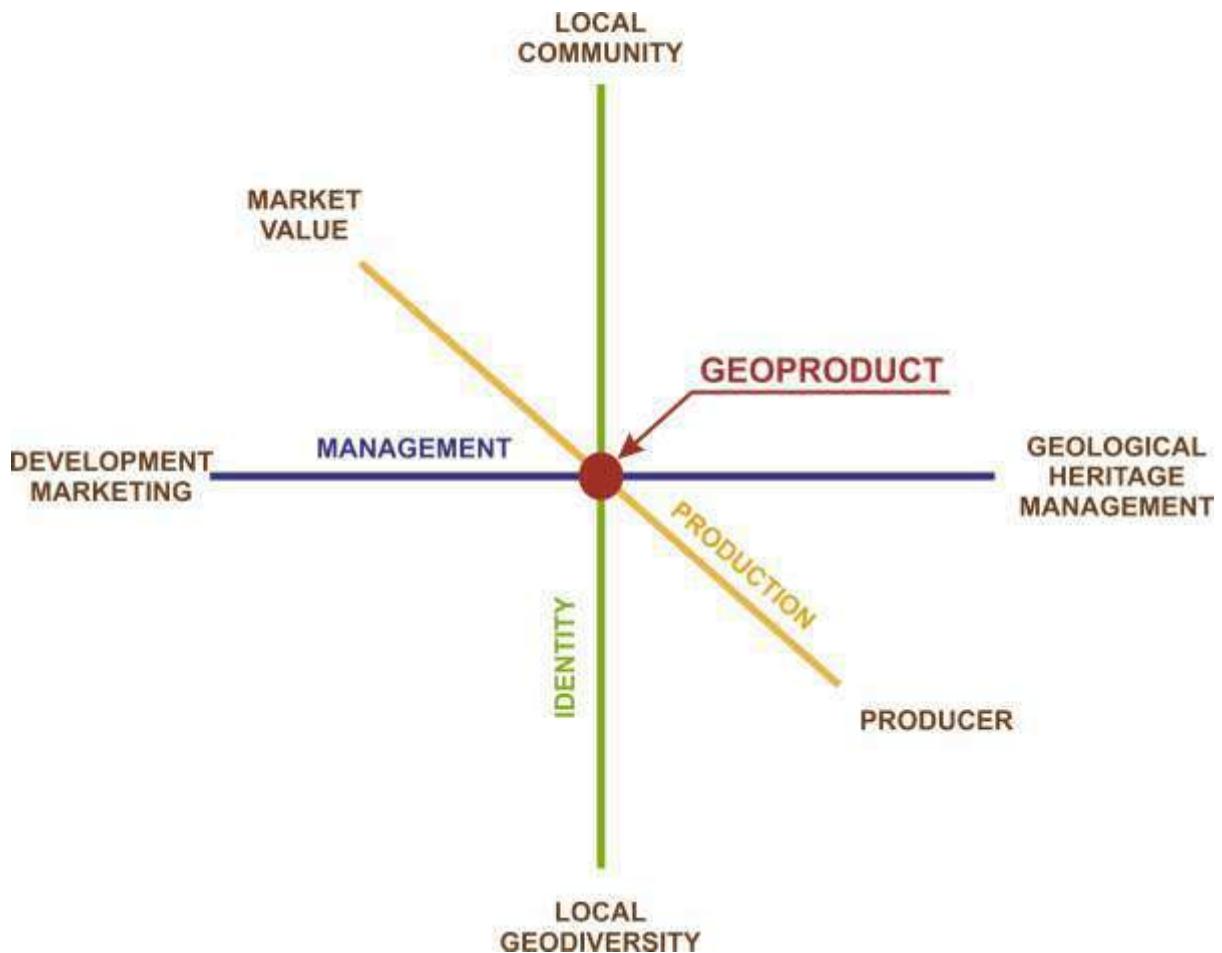 LOCAL
COMMUNITY
MARKET
VALUE
GEOPRODUCT
MANAGEMENT
DEVELOPMENT
MARKETING
GEOLOGICAL
HERITAGE
MANAGEMENT
PRODUCTION
IDENTITY
PRODUCER
LOCAL
GEODIVERSITY